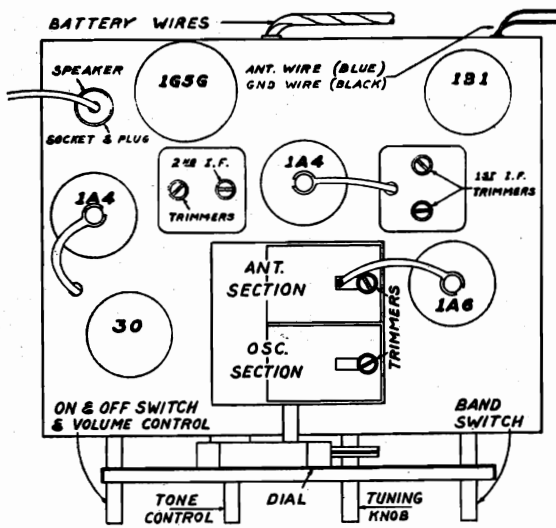 BATTERY WIRES
SPEAKER
SOCKET & PLUG
1G5G
ANT. WIRE (BLUE)
GND WIRE (BLACK)
1B1
1A4
2ND I.F.
TRIMMERS
1A4
1ST I.F.
TRIMMERS
30
ANT.
SECTION
OSC.
SECTION
TRIMMERS
1A6
ON & OFF SWITCH
& VOLUME CONTROL
BAND
SWITCH
TONE
CONTROL
DIAL
TUNING
KNOB